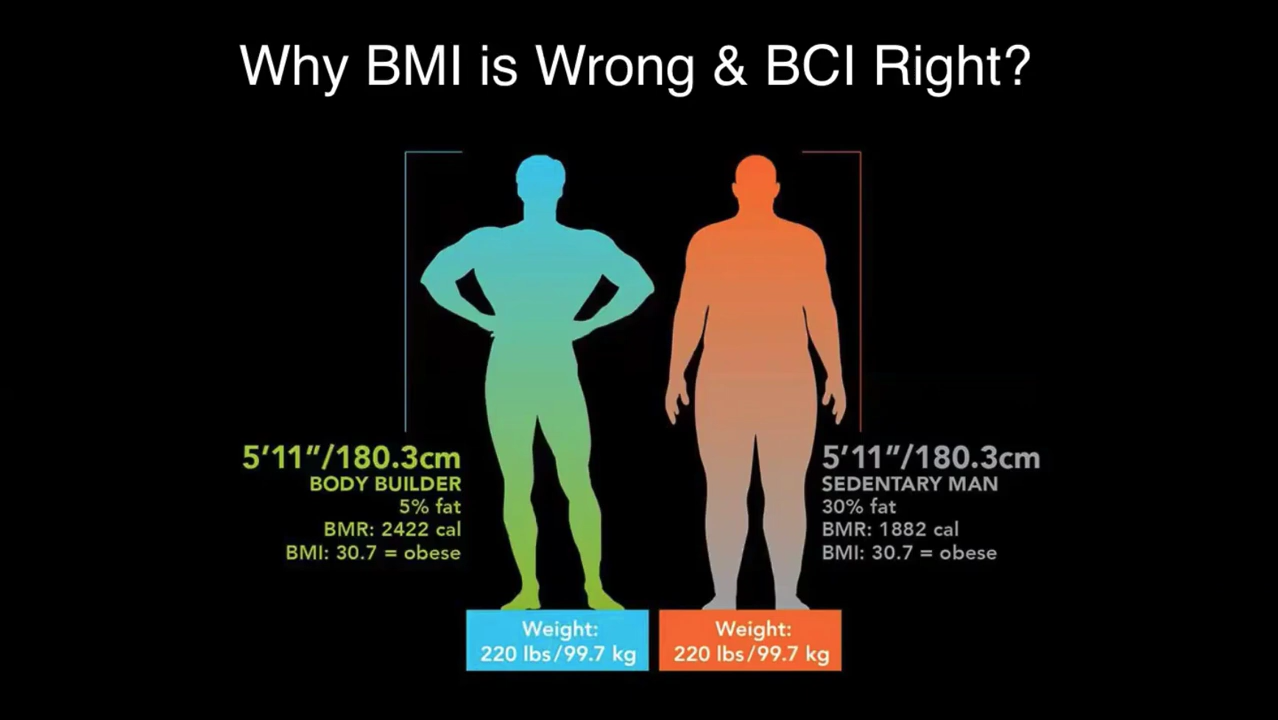 Why BMI is Wrong & BCI Right?
5′11″/180.3cm
BODY BUILDER
5% fat
BMR: 2422 cal
BMI: 30.7 = obese
5′11″/180.3cm
SEDENTARY MAN
30% fat
BMR: 1882 cal
BMI: 30.7 = obese
Weight:
220 lbs/99.7 kg
Weight:
220 lbs/99.7 kg